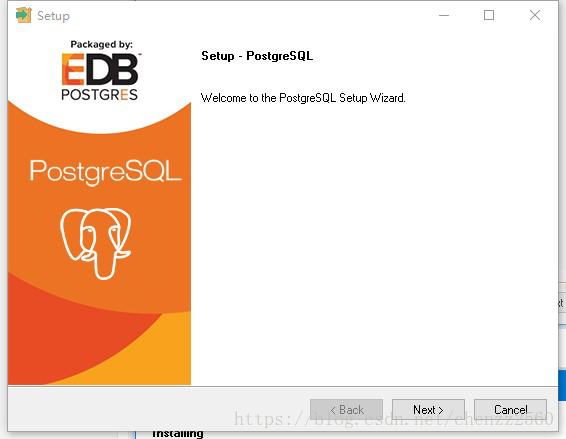 Setup
Packaged by:
EDB
POSTGRES
PostgreSQL
Setup - PostgreSQL
Welcome to the PostgreSQL Setup Wizard.
xt
< Back
Next >
Cancel
https://blog.csdn.net/chenzz2560
Installing